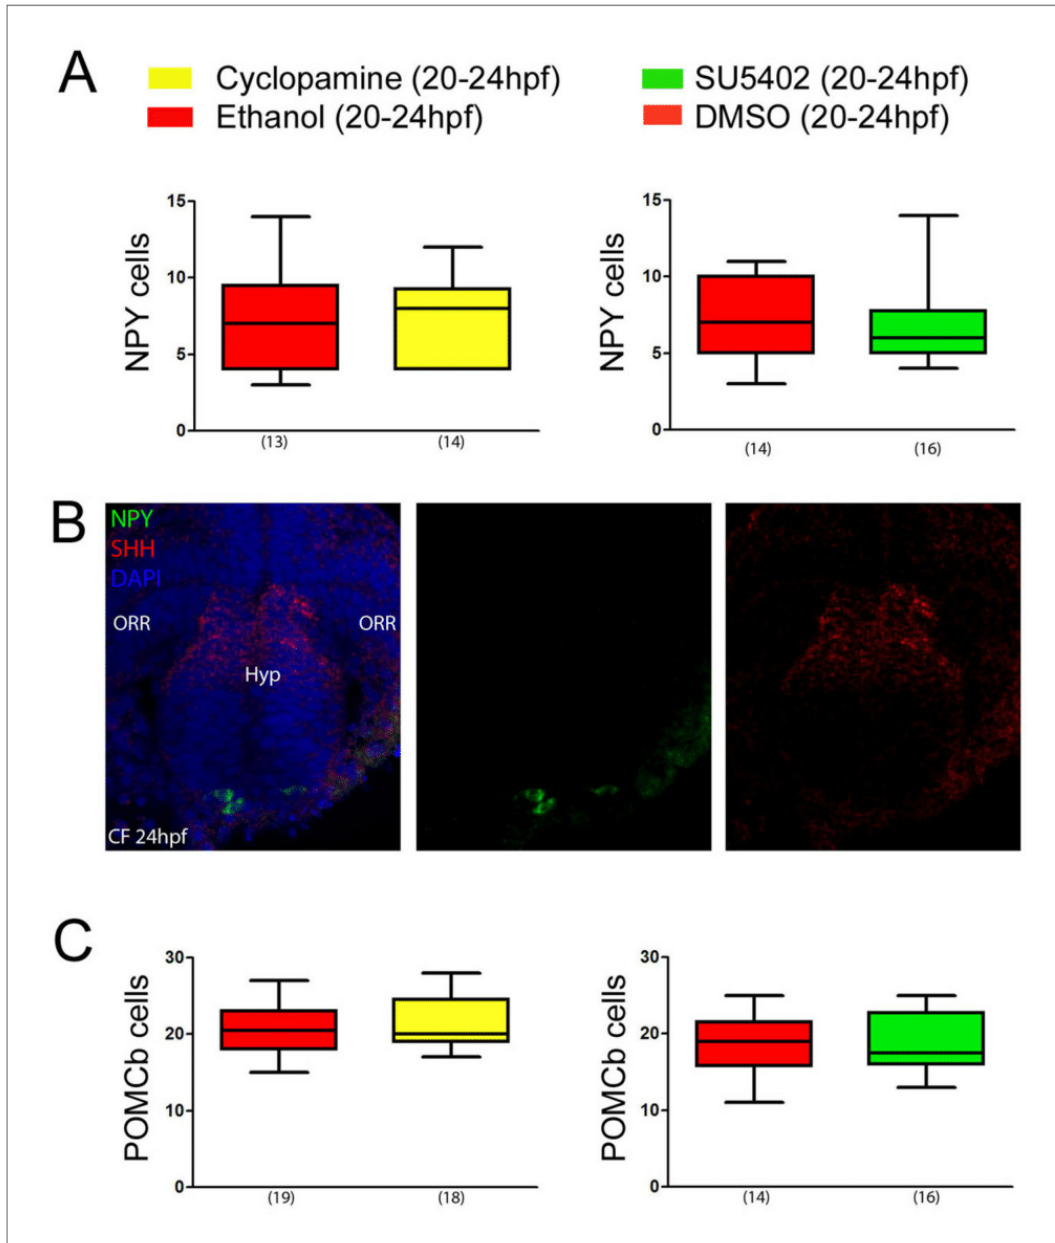 A
Cyclopamine (20-24hpf)
Ethanol (20-24hpf)
SU5402 (20-24hpf)
DMSO (20-24hpf)
NPY cells
15
10
5
0
(13)
(14)
NPY cells
15
10
5
0
(14)
(16)
B
NPY
SHH
DAPI
ORR
ORR
Hyp
CF 24hpf
C
POMCb cells
30
20
10
0
(19)
(18)
POMCb cells
30
20
10
0
(14)
(16)